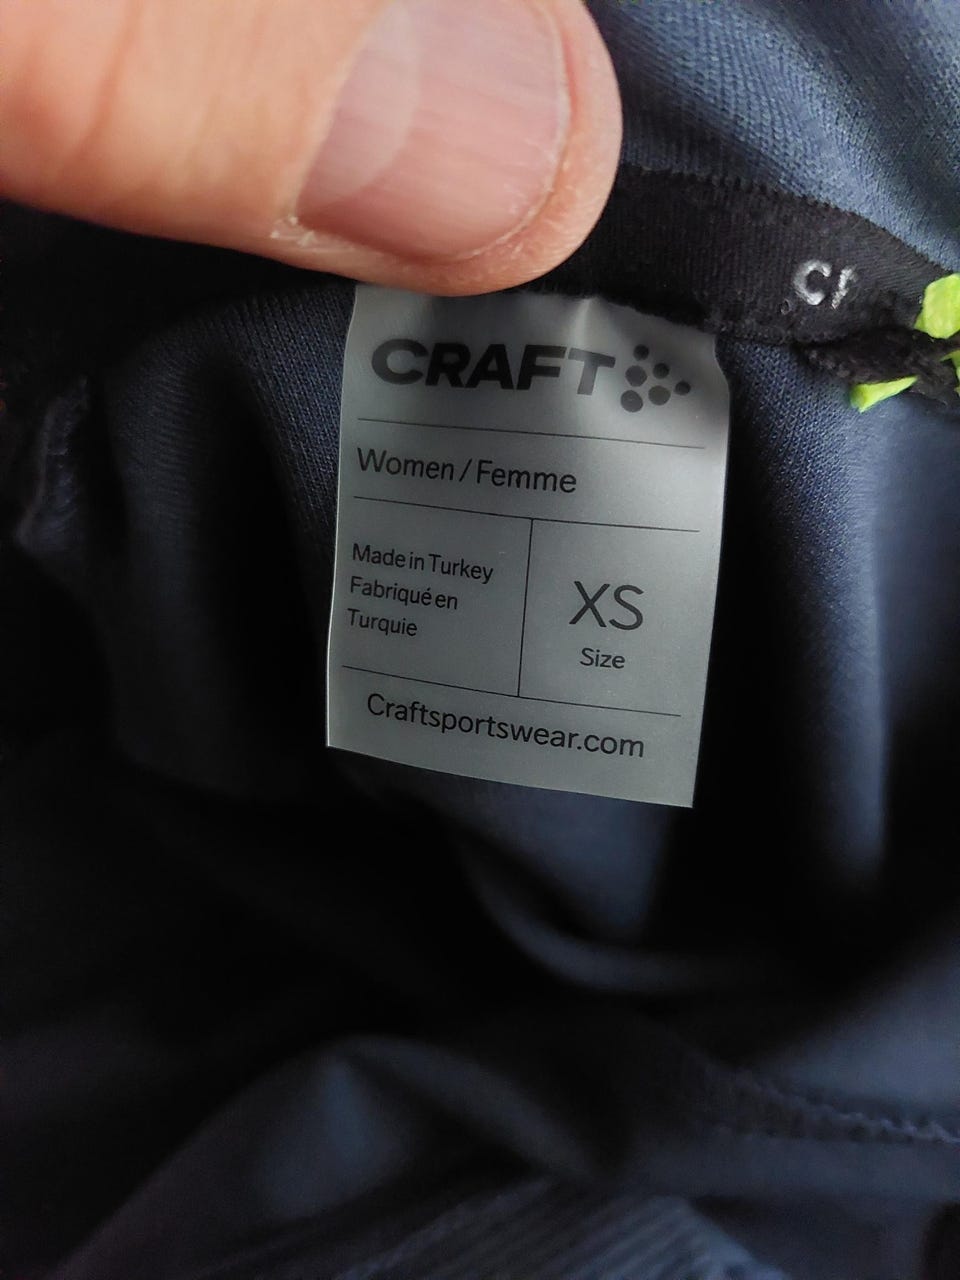 CRAFT
Women / Femme
Made in Turkey
Fabriqué en
Turquie
XS
Size
Craftsportswear.com